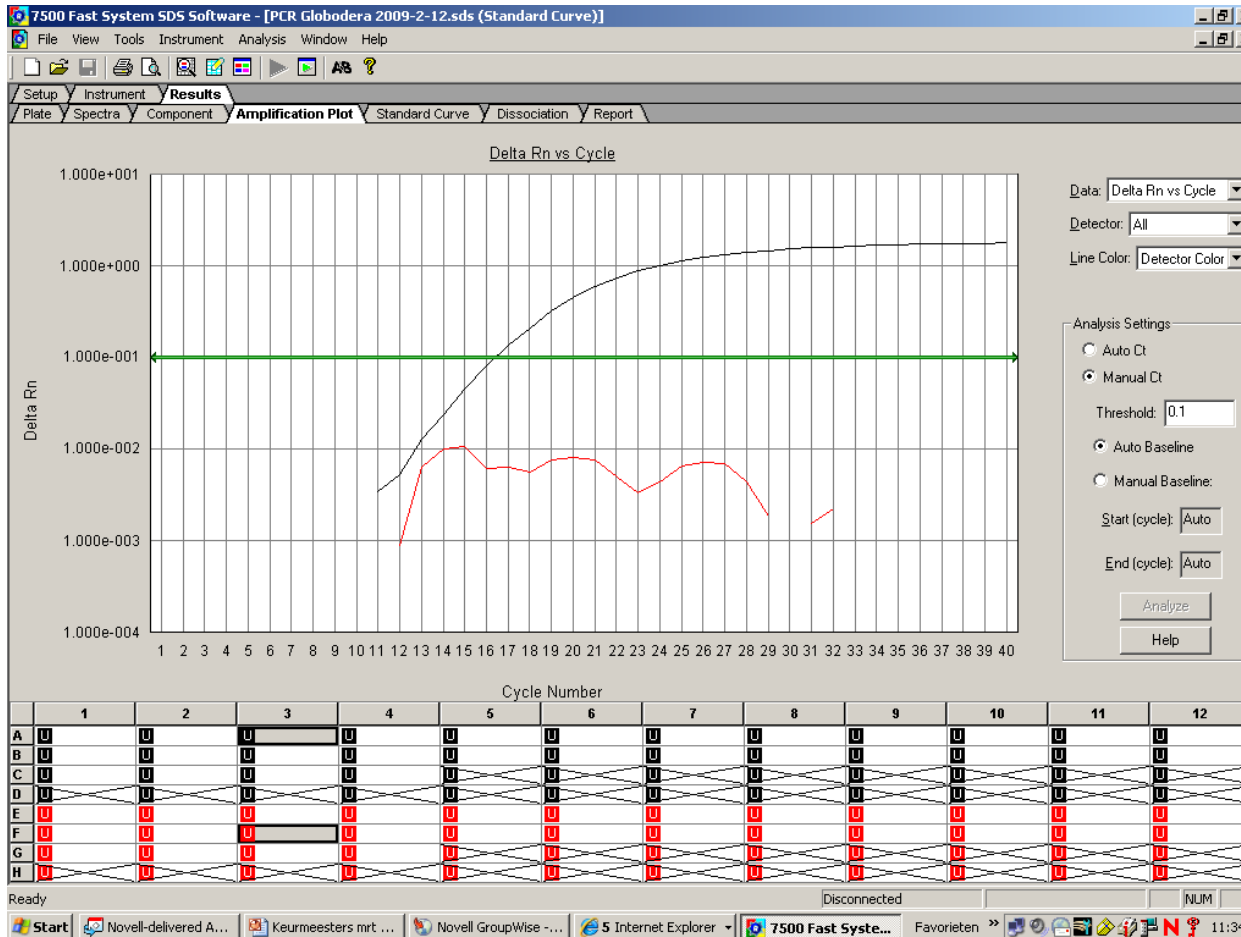 7500 Fast System SDS Software - [PCR Globodera 2009-2-12.sds (Standard Curve)]
File View Tools Instrument Analysis Window Help
Setup Instrument Results
Plate Spectra Component Amplification Plot Standard Curve Dissociation Report
Delta Rn vs Cycle
Data: Delta Rn vs Cycle
Detector: All
Line Color: Detector Color
Analysis Settings
Auto Ct
Manual Ct
Threshold: 0.1
Auto Baseline
Manual Baseline:
Start (cycle): Auto
End (cycle): Auto
Analyze
Help
Delta Rn
1.000e+001
1.000e+000
1.000e-001
1.000e-002
1.000e-003
1.000e-004
1 2 3 4 5 6 7 8 9 10 11 12 13 14 15 16 17 18 19 20 21 22 23 24 25 26 27 28 29 30 31 32 33 34 35 36 37 38 39 40
Cycle Number
1 2 3 4 5 6 7 8 9 10 11 12
A U U U U U U U U U U U U
B U U U U U U U U U U U U
C U U U U U U U U U U U U
D U U U U U U U U U U U U
E U U U U U U U U U U U U
F U U U U U U U U U U U U
G U U U U U U U U U U U U
H U U U U U U U U U U U U
Ready Disconnected NUM
Start Novell-delivered A... Keurmeesters mrt ... Novell GroupWise -... 5 Internet Explorer 7500 Fast Syste... Favorieten » N 11:34